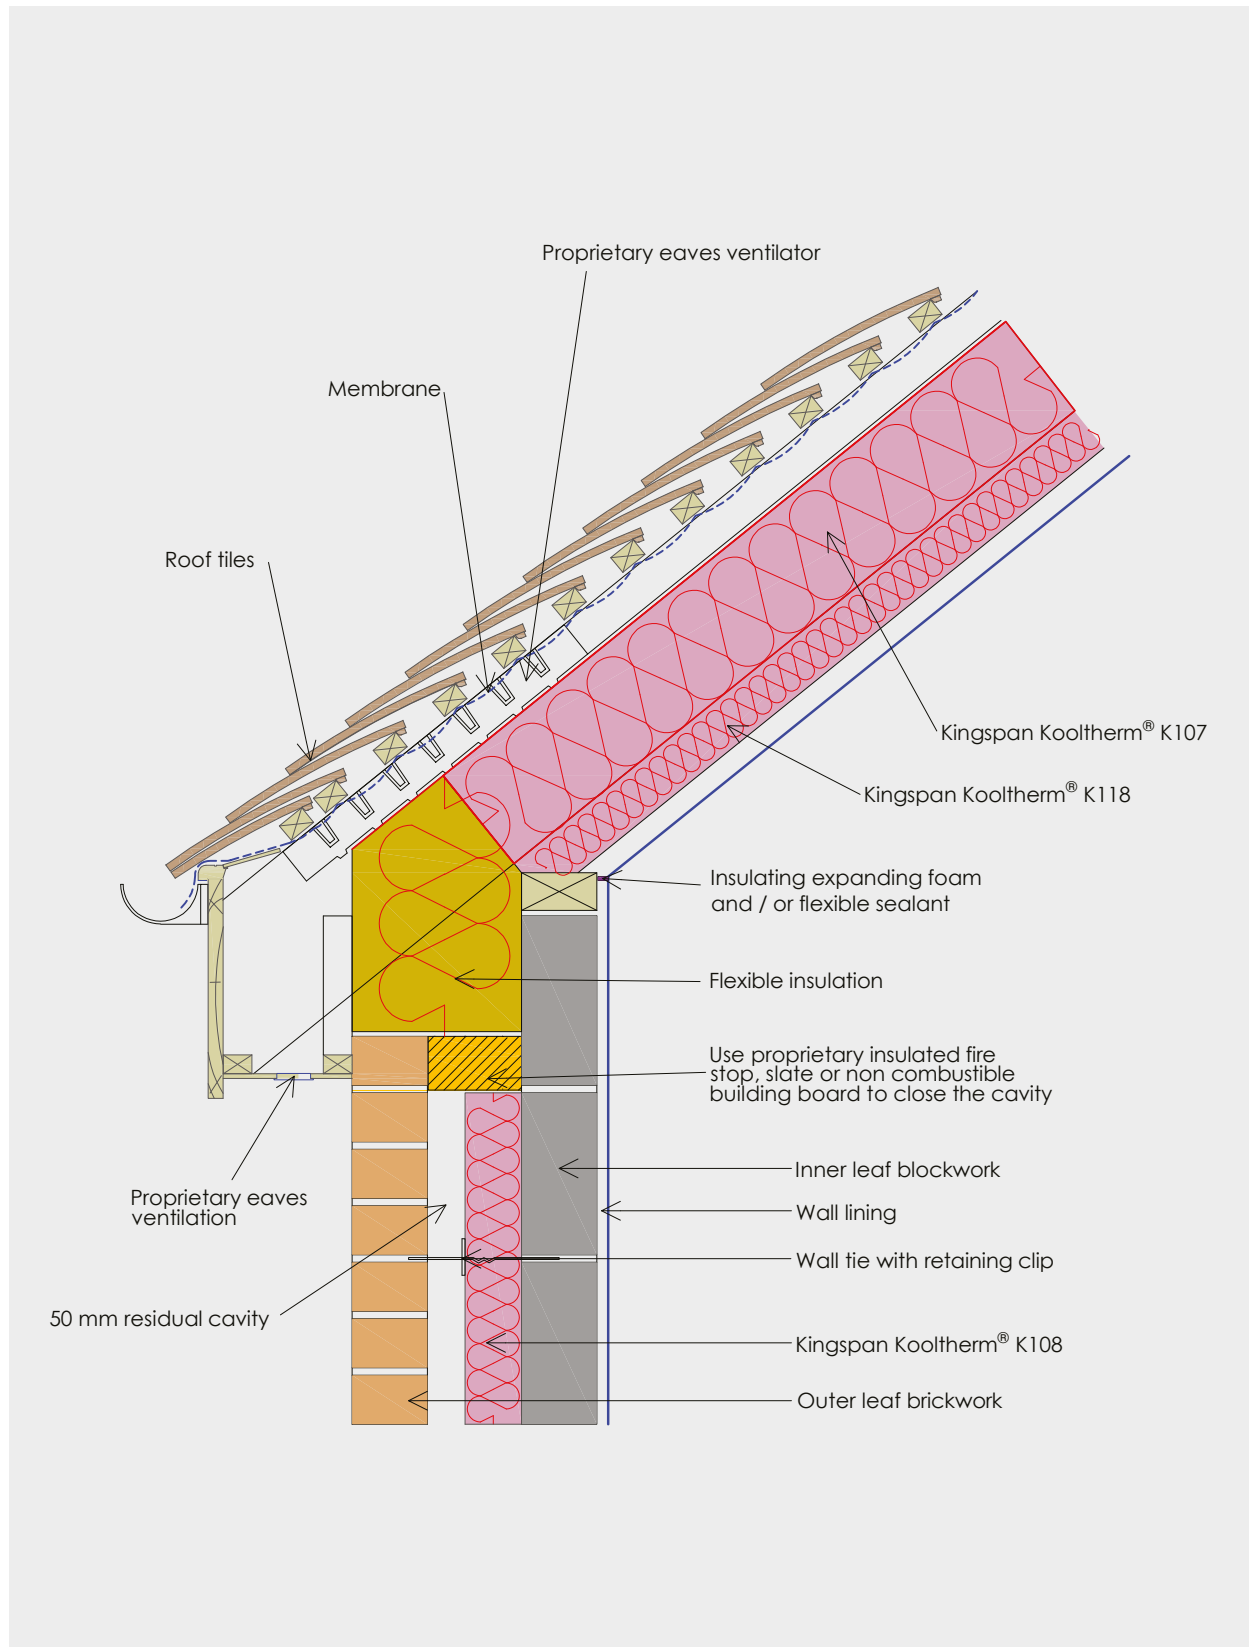 Proprietary eaves ventilator
Membrane
Roof tiles
Kingspan Kooltherm® K107
Kingspan Kooltherm® K118
Insulating expanding foam
and / or flexible sealant
Flexible insulation
Use proprietary insulated fire
stop, slate or non combustible
building board to close the cavity
Inner leaf blockwork
Proprietary eaves
ventilation
Wall lining
Wall tie with retaining clip
50 mm residual cavity
Kingspan Kooltherm® K108
Outer leaf brickwork